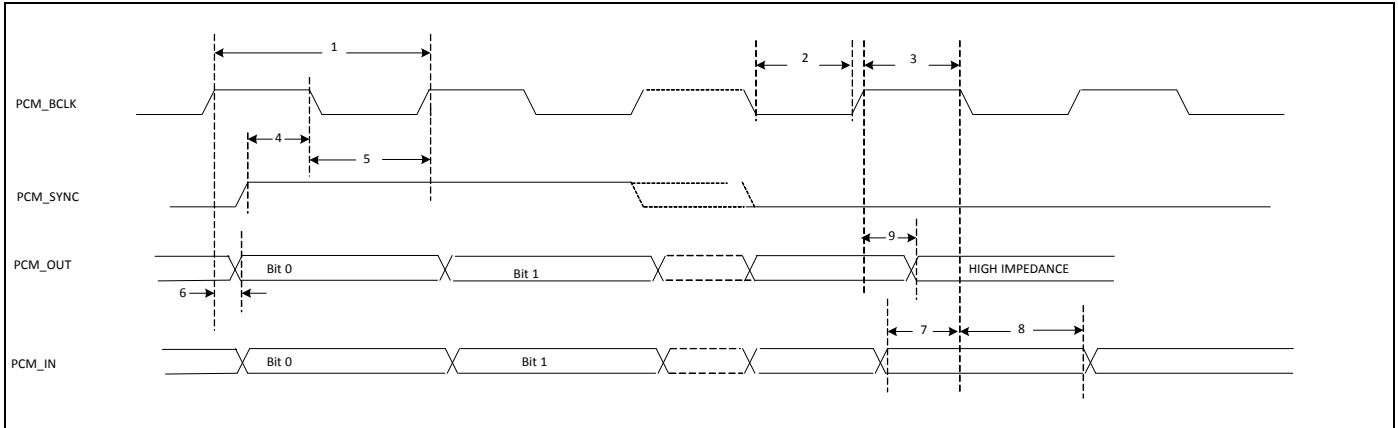 1
2
3
PCM_BCLK
4
5
PCM_SYNC
9
PCM_OUT
Bit 0
Bit 1
HIGH IMPEDANCE
6
7
8
PCM_IN
Bit 0
Bit 1